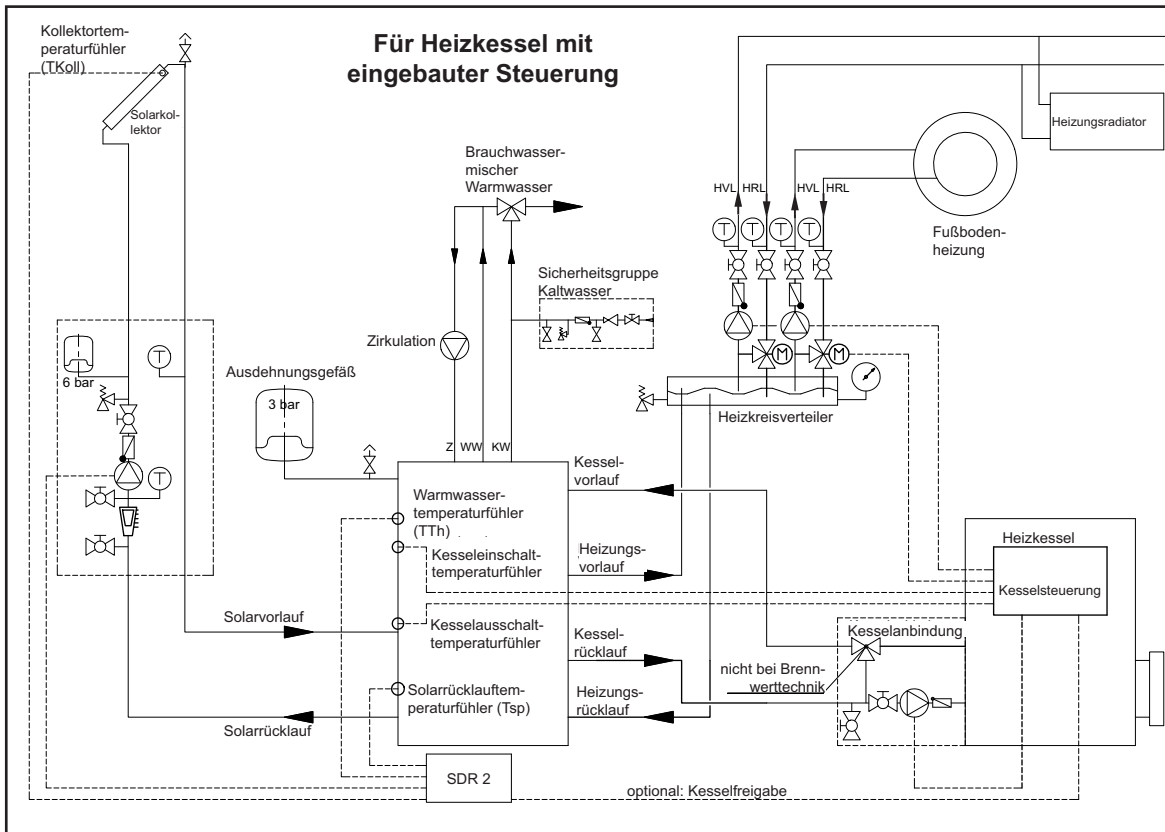 Kollektortem-
peraturfühler
(TKoll)
Für Heizkessel mit
eingebauter Steuerung
Solarkol-
lektor
Heizungsradiator
Brauchwasser-
mischer
Warmwasser
HVL HRL HVL HRL
Fußboden-
heizung
T T T T
Sicherheitsgruppe
Kaltwasser
Zirkulation
6 bar
T
Ausdehnungsgefäß
3 bar
M M
Heizkreisverteiler
Z WW KW
T
Kessel-
vorlauf
Warmwasser-
temperaturfühler
(TTh)
Kesseleinschalt-
temperaturfühler
Heizungs-
vorlauf
Heizkessel
Kesselsteuerung
Solarvorlauf
Kesselausschalt-
temperaturfühler
Kessel-
rücklauf
Kesselanbindung
nicht bei Brenn-
werttechnik
Solarrücklauftem-
peraturfühler (Tsp)
Heizungs-
rücklauf
Solarrücklauf
SDR 2
optional: Kesselfreigabe